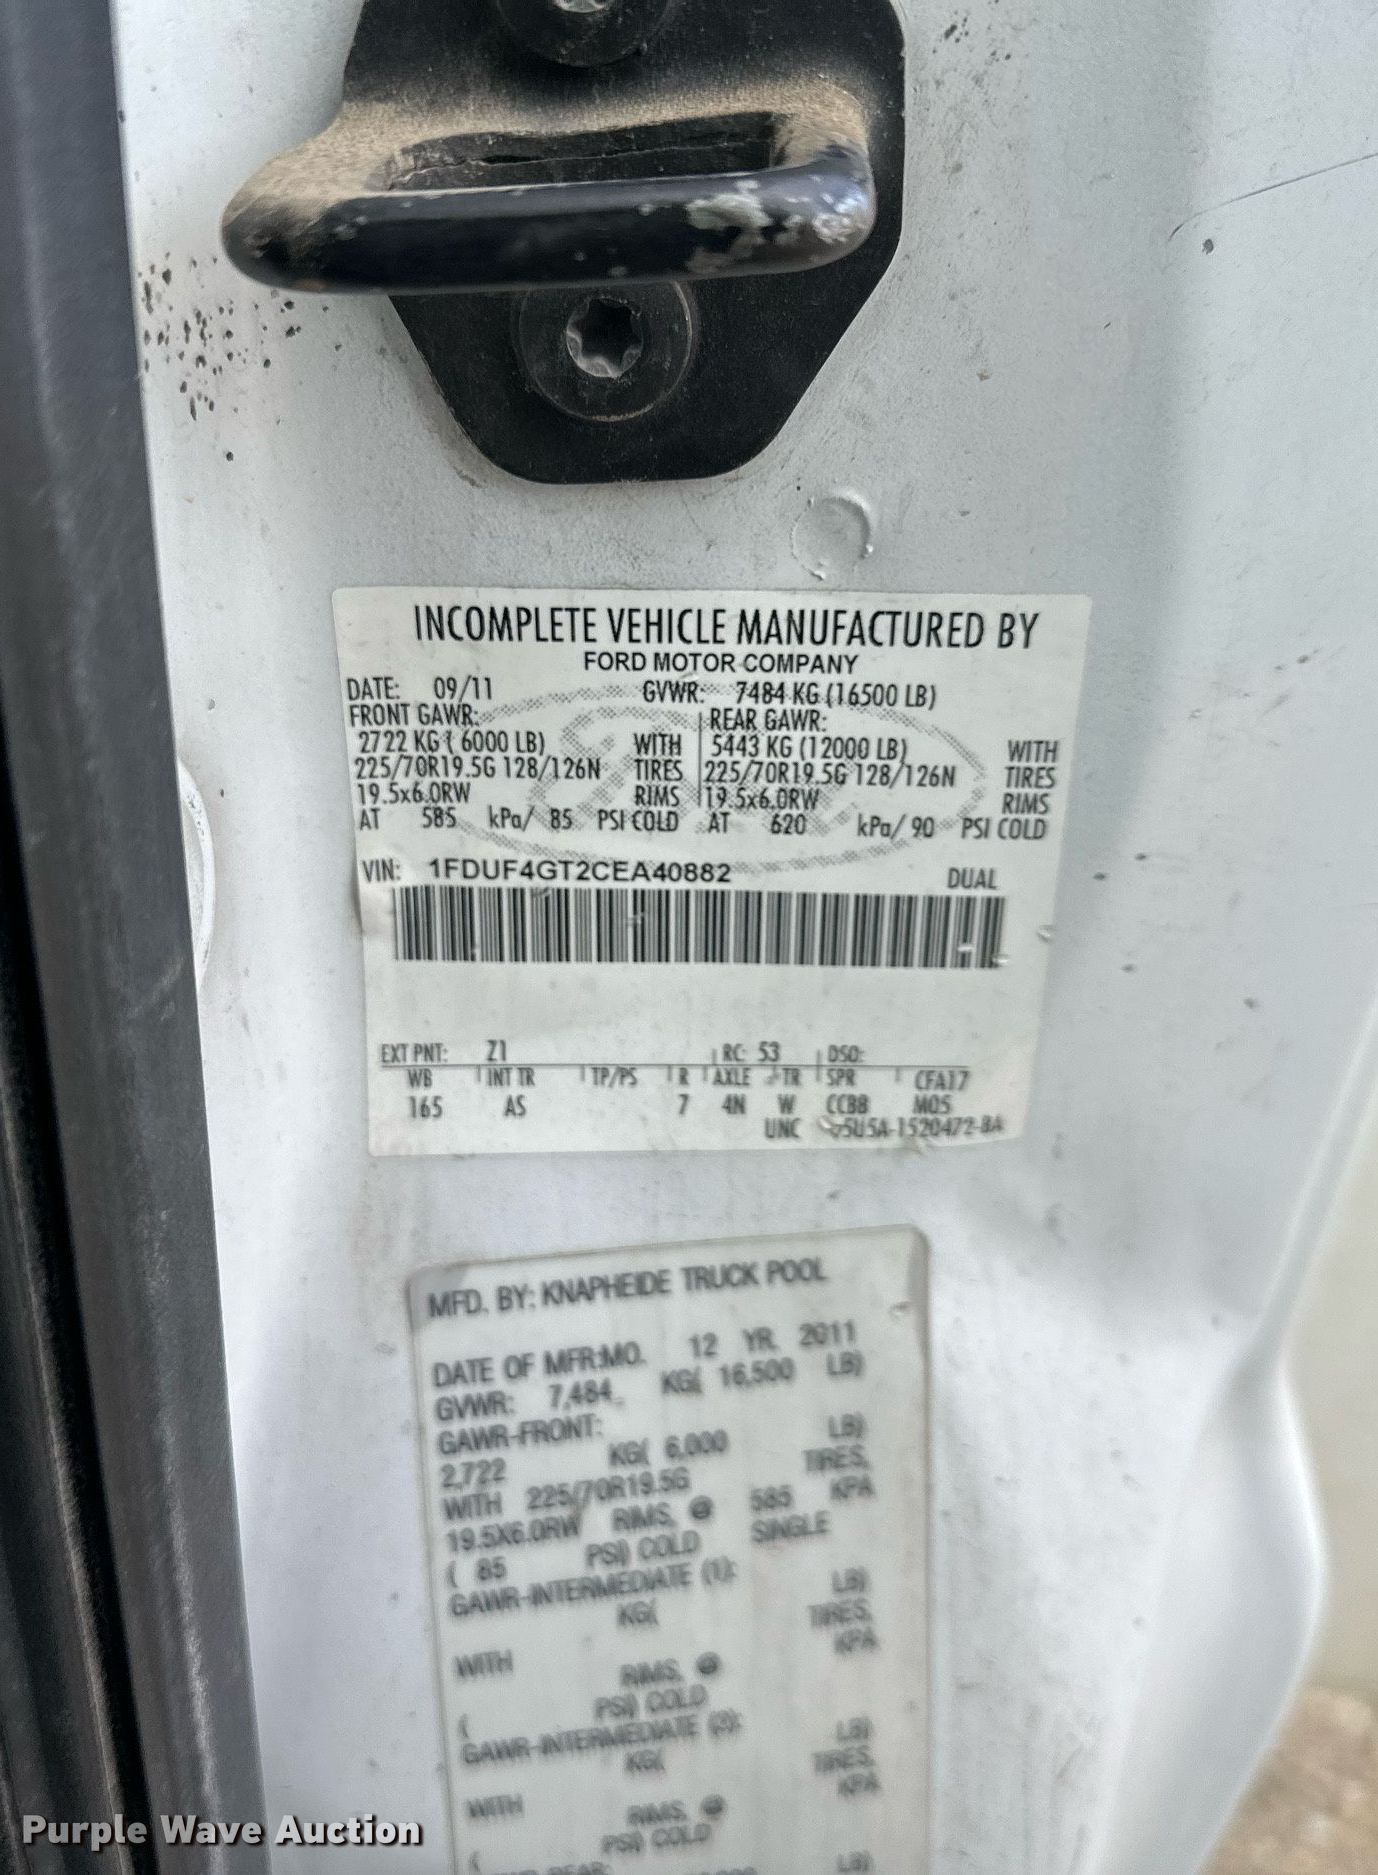 INCOMPLETE VEHICLE MANUFACTURED BY
FORD MOTOR COMPANY
DATE: 09/11 GVWR: 7484 KG (16500 LB)
FRONT GAWR: REAR GAWR:
2722 KG ( 6000 LB) WITH 5443 KG (12000 LB) WITH
225/70R19.5G 128/126N TIRES 225/70R19.5G 128/126N TIRES
19.5x6.0RW RIMS 19.5x6.0RW RIMS
AT 585 kPa/ 85 PSI COLD AT 620 kPa/ 90 PSI COLD
VIN: 1FDUF4GT2CEA40882 DUAL
EXT PNT: Z1 RC: 53 DSO:
WB INT TR TP/PS R AXLE TR SPR CFA17
165 AS 7 4N W CCBB MQ5
UNC 5U5A-1520472-BA
MFD. BY: KNAPHEIDE TRUCK POOL
DATE OF MFR:MO. 12 YR. 2011
GVWR: 7,484 KG( 16,500 LB)
GAWR-FRONT:
2,722 KG( 6,000 LB)
WITH 225/70R19.5G TIRES,
19.5X6.0RW RIMS, @ 585 KPA
( 85 PSI) COLD SINGLE
GAWR-INTERMEDIATE (1):
KG( LB)
WITH TIRES,
RIMS, @ KPA
( PSI) COLD
GAWR-INTERMEDIATE (3):
KG( LB)
WITH TIRES,
RIMS, @ KPA
( PSI) COLD
LB)
Purple Wave Auction